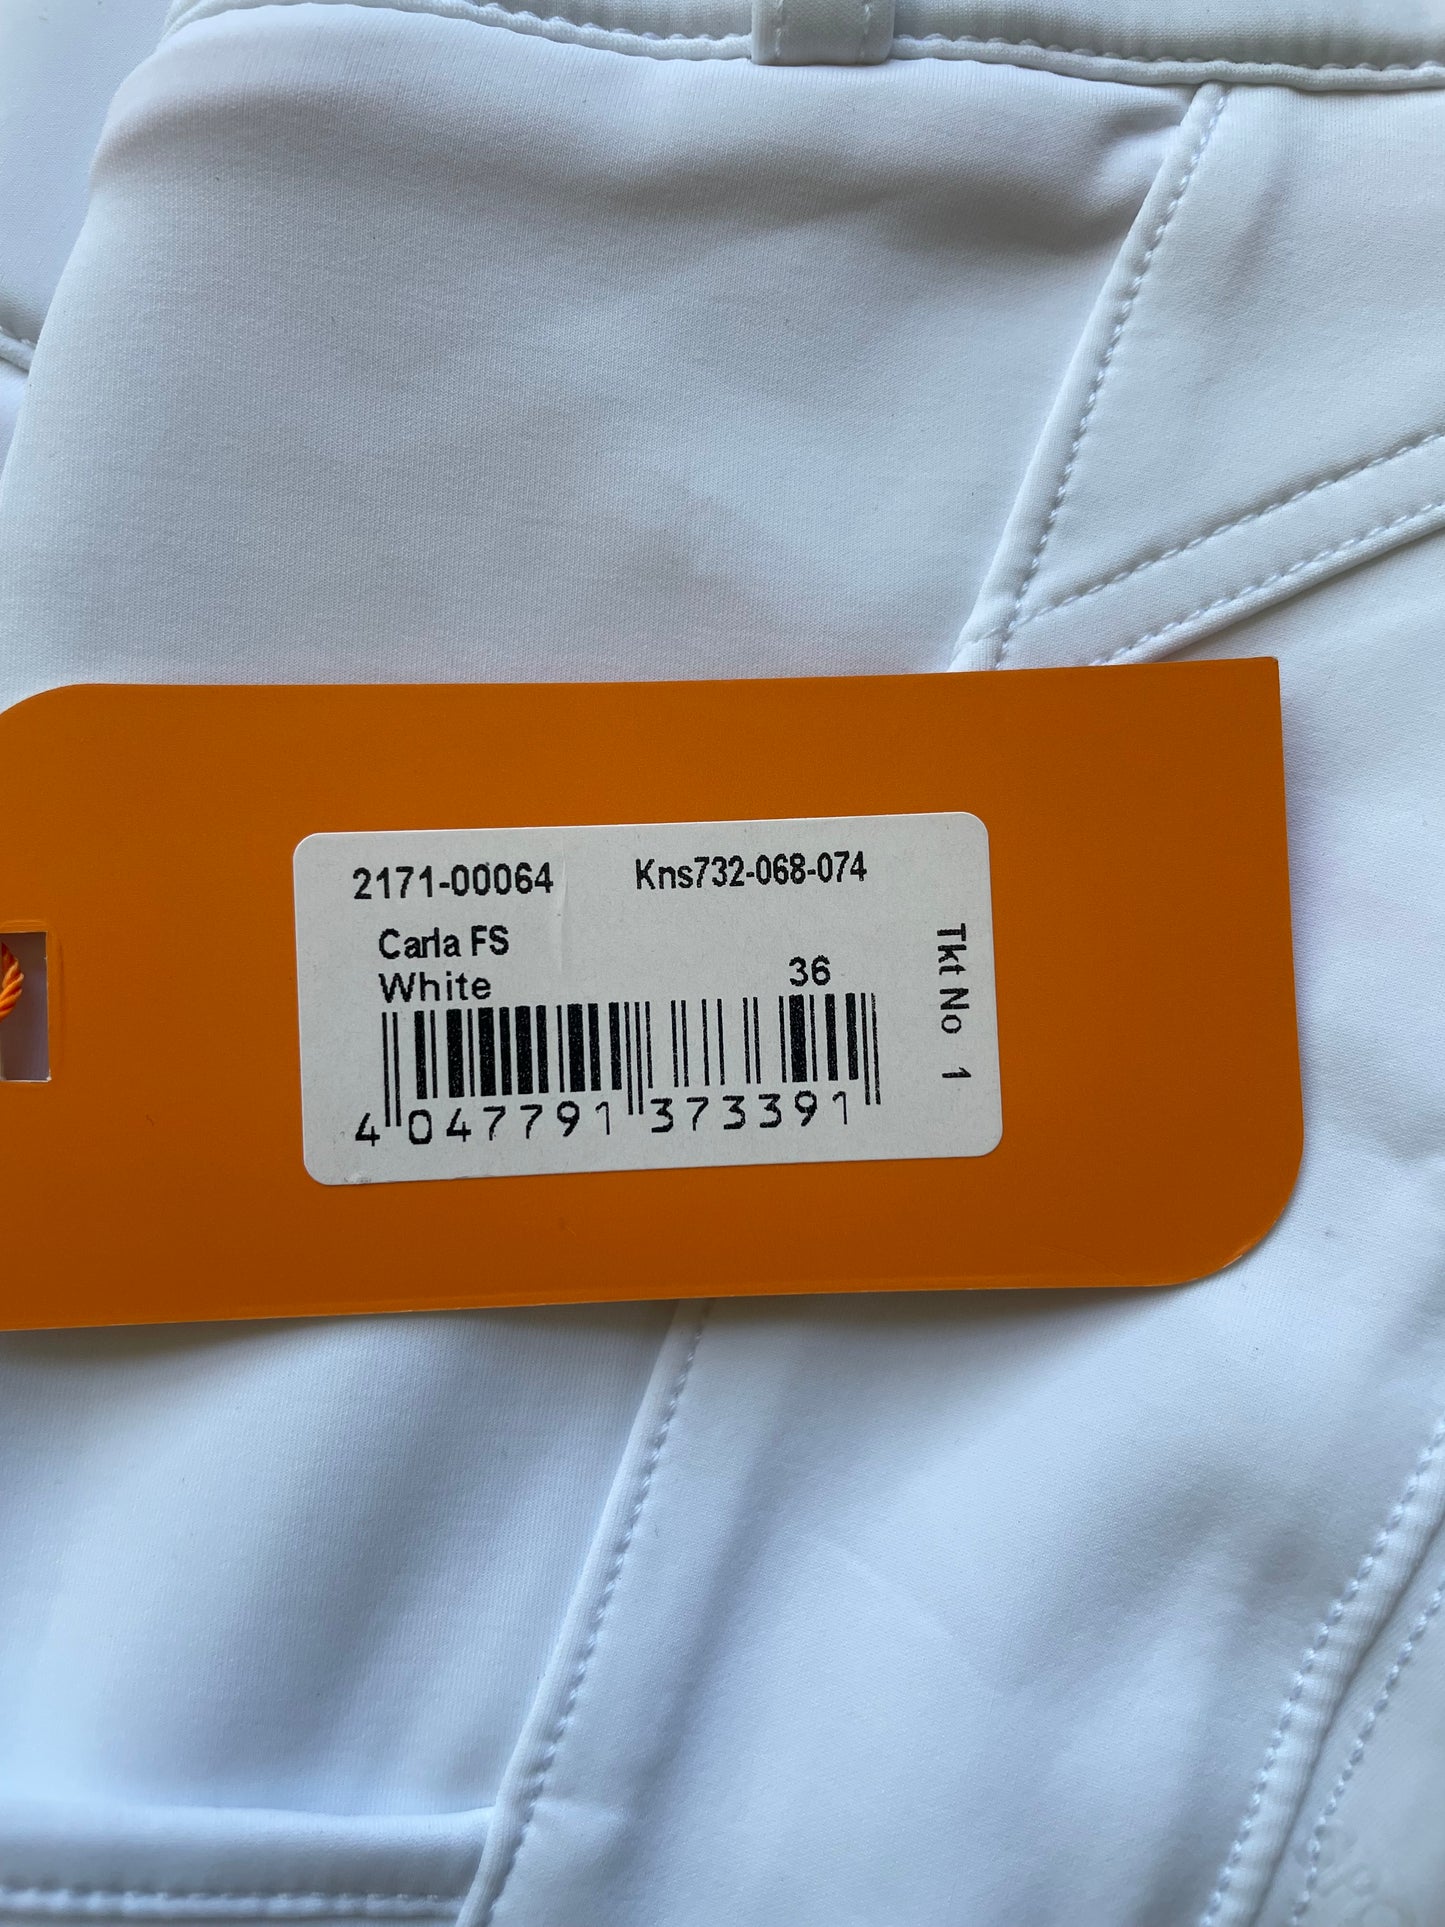 2171-00064 Kns732-068-074
Carla FS
White 36
4 047791 373391
Tkt No 1